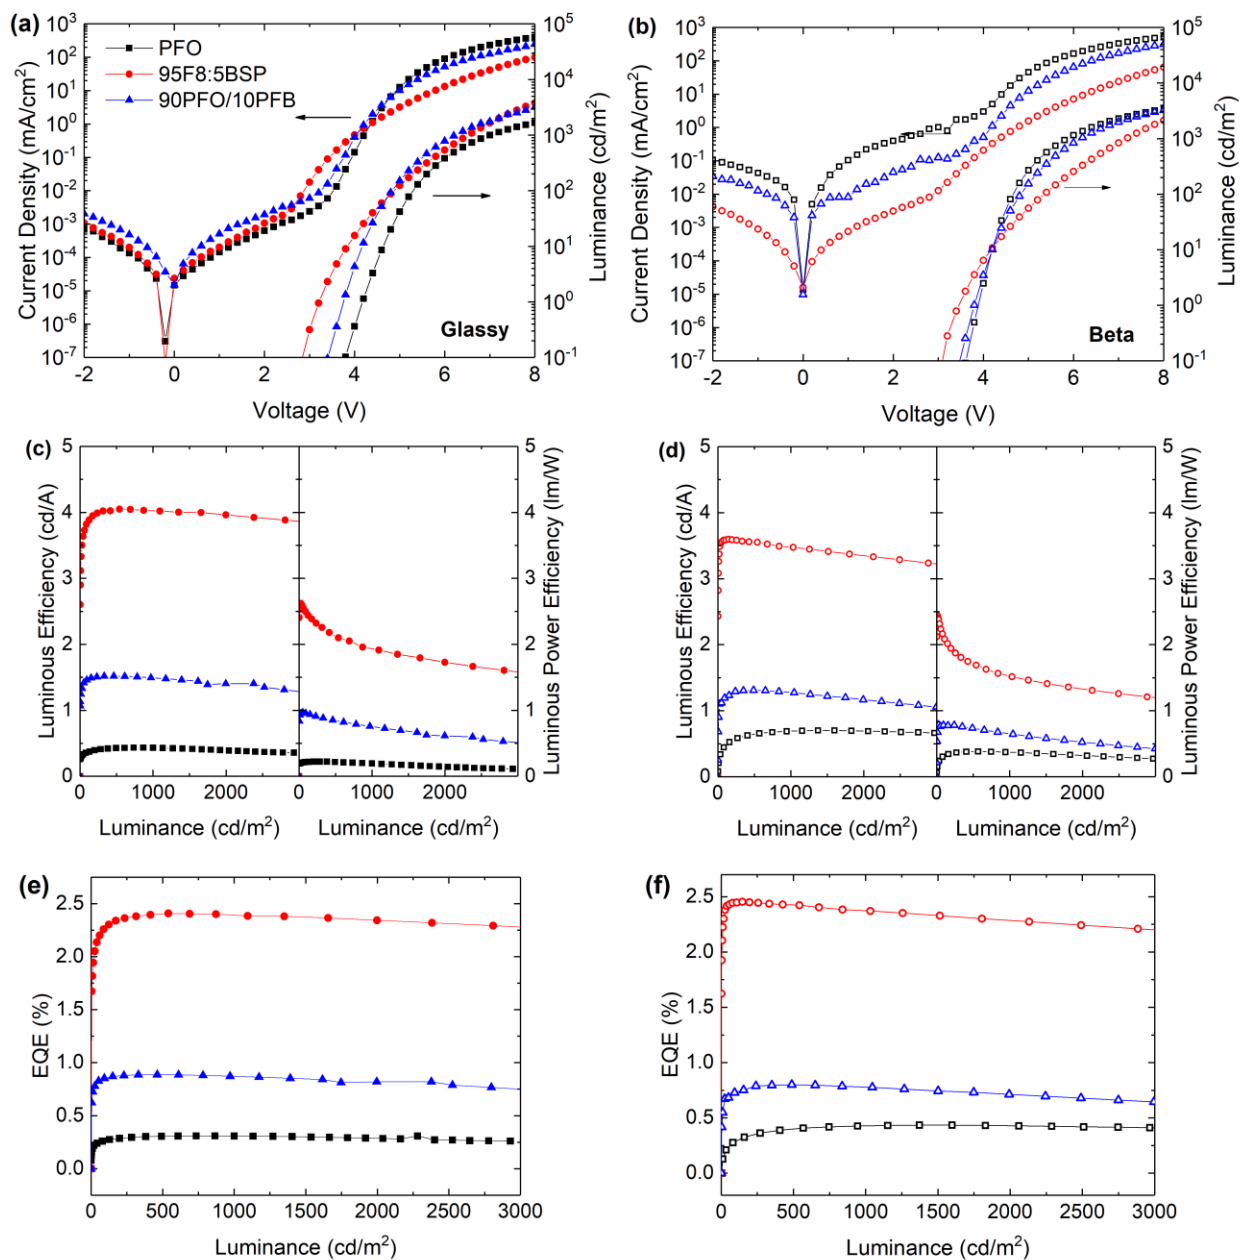 (a)
10³
10²
10¹
10⁰
10⁻¹
10⁻²
10⁻³
10⁻⁴
10⁻⁵
10⁻⁶
10⁻⁷
Current Density (mA/cm²)
PFO
95F8:5BSP
90PFO/10PFB
Glassy
10⁵
10⁴
10³
10²
10¹
10⁰
10⁻¹
Luminance (cd/m²)
-2 0 2 4 6 8
Voltage (V)
(b)
10³
10²
10¹
10⁰
10⁻¹
10⁻²
10⁻³
10⁻⁴
10⁻⁵
10⁻⁶
10⁻⁷
Current Density (mA/cm²)
Beta
10⁵
10⁴
10³
10²
10¹
10⁰
10⁻¹
Luminance (cd/m²)
-2 0 2 4 6 8
Voltage (V)
(c)
5
4
3
2
1
0
Luminous Efficiency (cd/A)
5
4
3
2
1
0
Luminous Power Efficiency (lm/W)
0 1000 2000 0 1000 2000
Luminance (cd/m²) Luminance (cd/m²)
(d)
5
4
3
2
1
0
Luminous Efficiency (cd/A)
5
4
3
2
1
0
Luminous Power Efficiency (lm/W)
0 1000 2000 0 1000 2000
Luminance (cd/m²) Luminance (cd/m²)
(e)
2.5
2.0
1.5
1.0
0.5
0.0
EQE (%)
0 500 1000 1500 2000 2500 3000
Luminance (cd/m²)
(f)
2.5
2.0
1.5
1.0
0.5
0.0
EQE (%)
0 500 1000 1500 2000 2500 3000
Luminance (cd/m²)